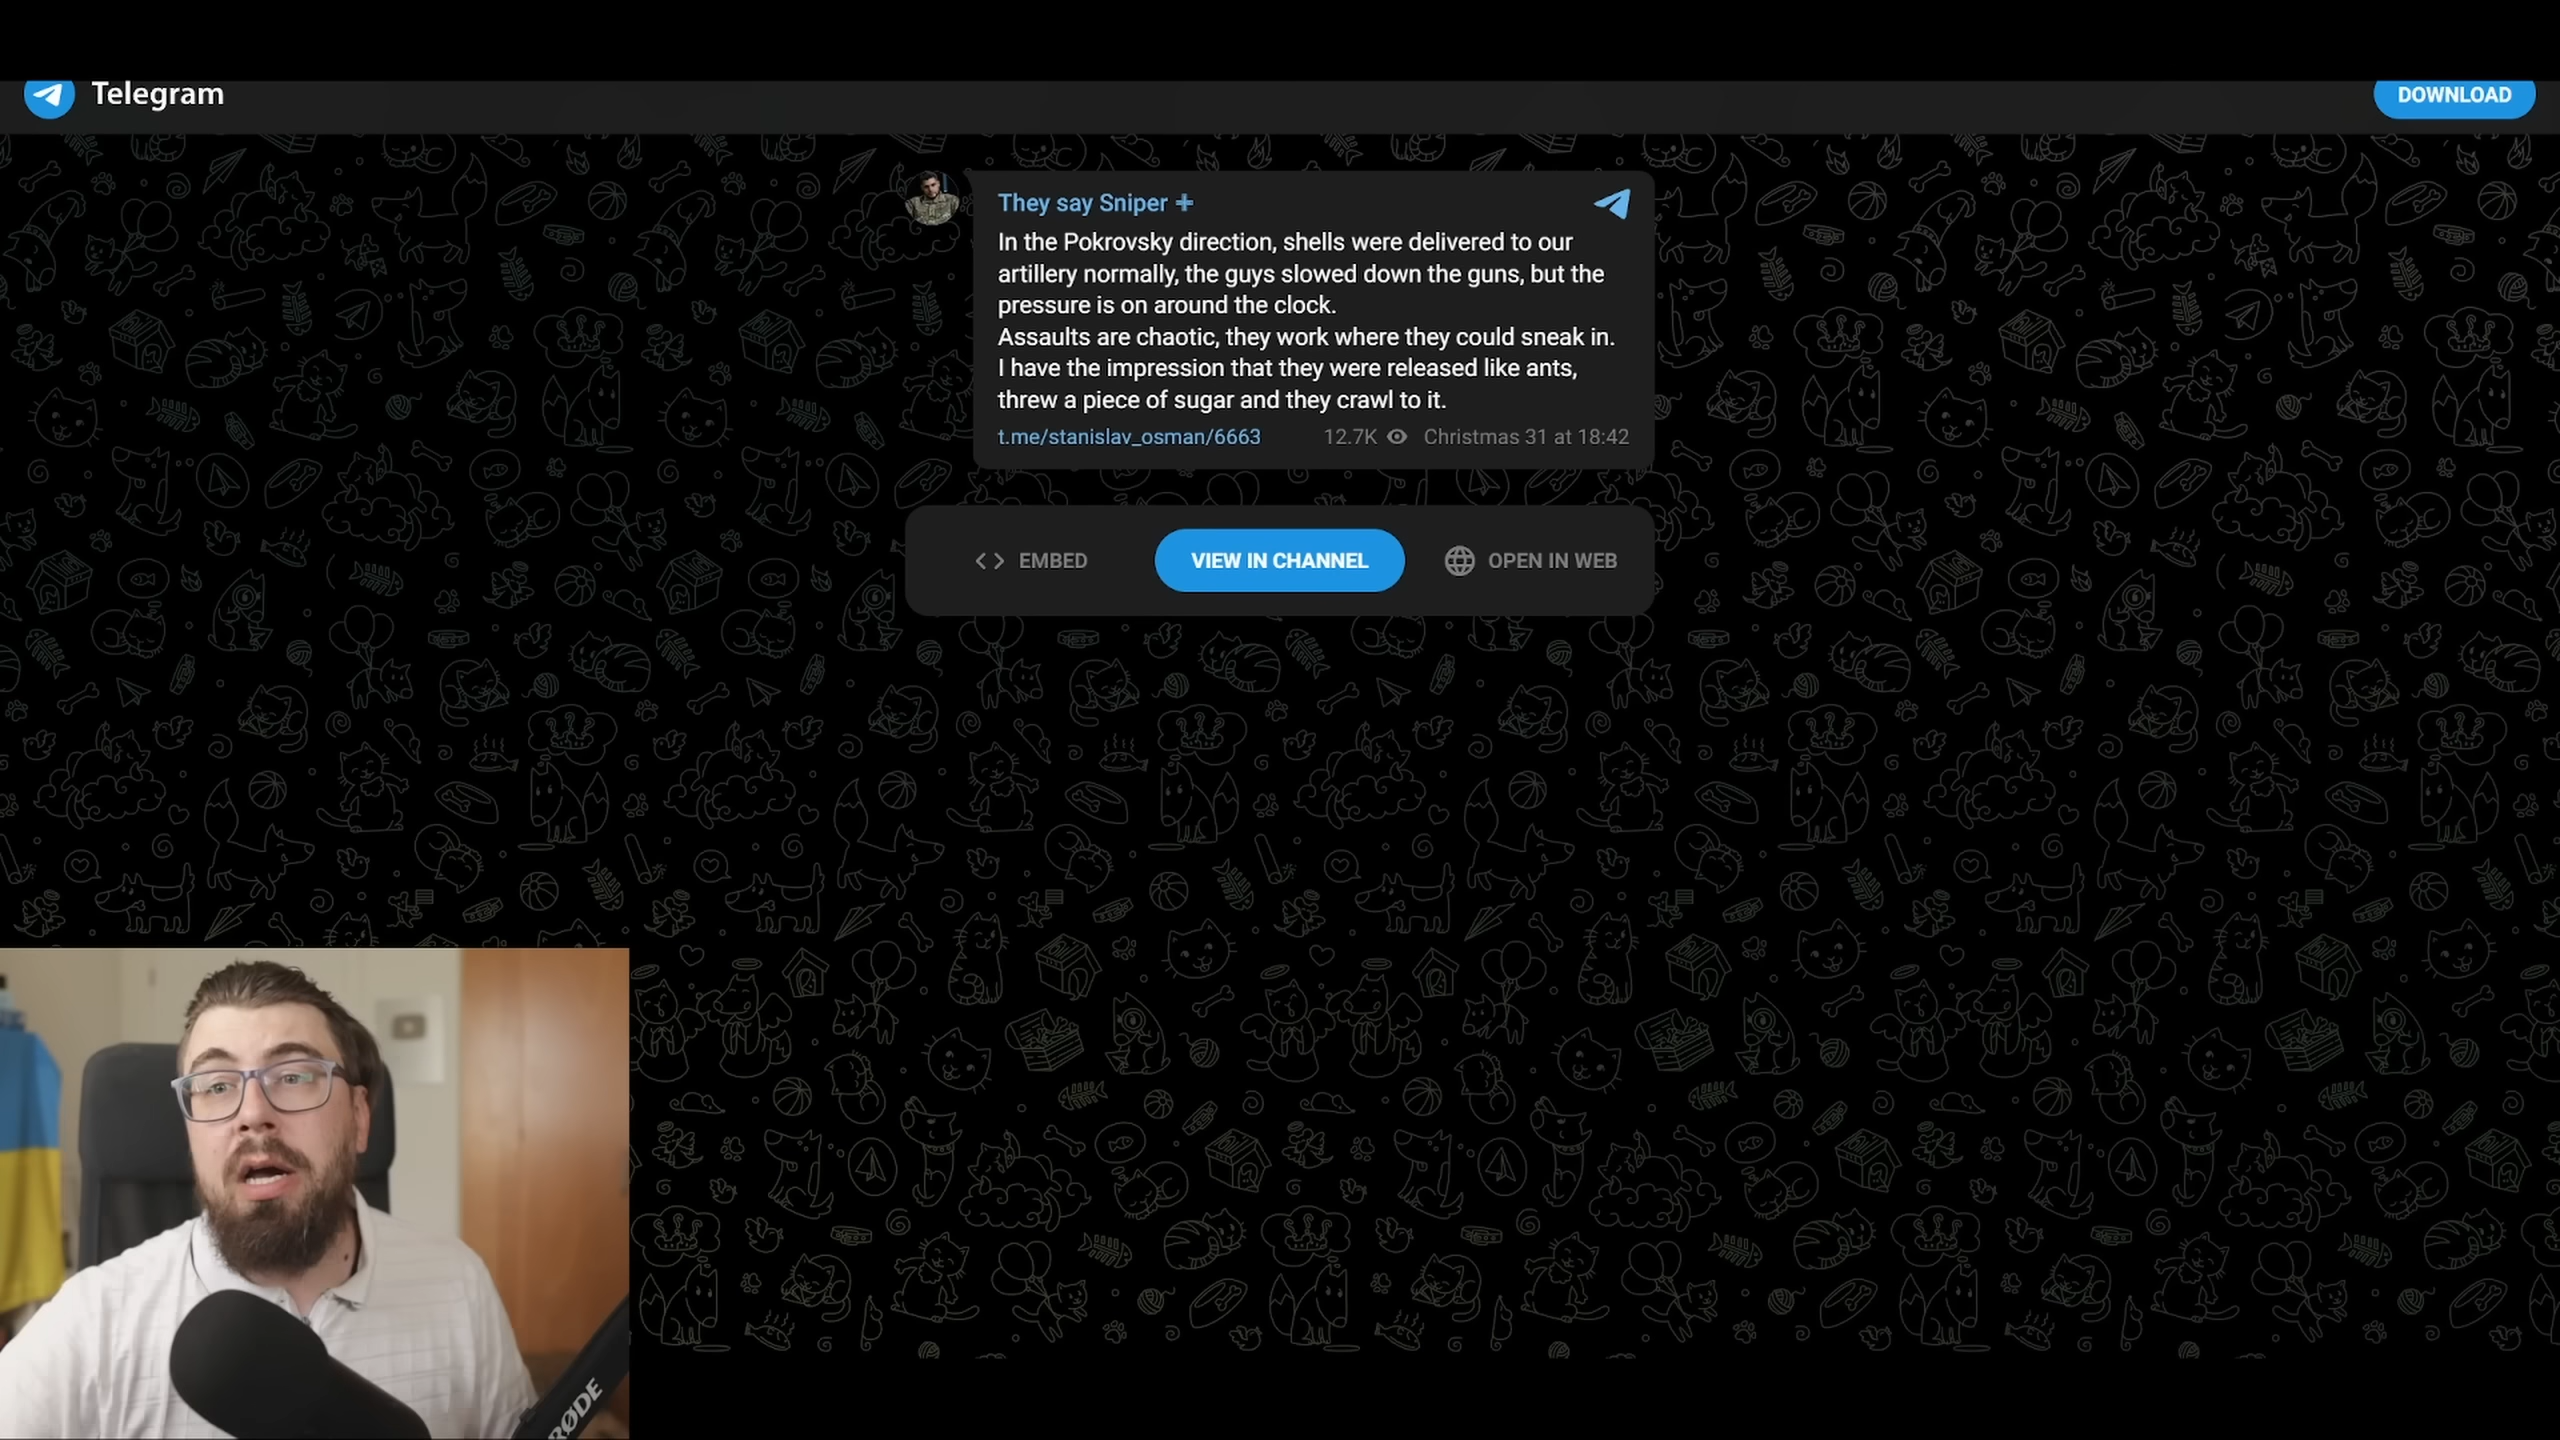 Telegram
DOWNLOAD
They say Sniper +
In the Pokrovsky direction, shells were delivered to our
artillery normally, the guys slowed down the guns, but the
pressure is on around the clock.
Assaults are chaotic, they work where they could sneak in.
I have the impression that they were released like ants,
threw a piece of sugar and they crawl to it.
t.me/stanislav_osman/6663 12.7K Christmas 31 at 18:42
EMBED VIEW IN CHANNEL OPEN IN WEB
RØDE